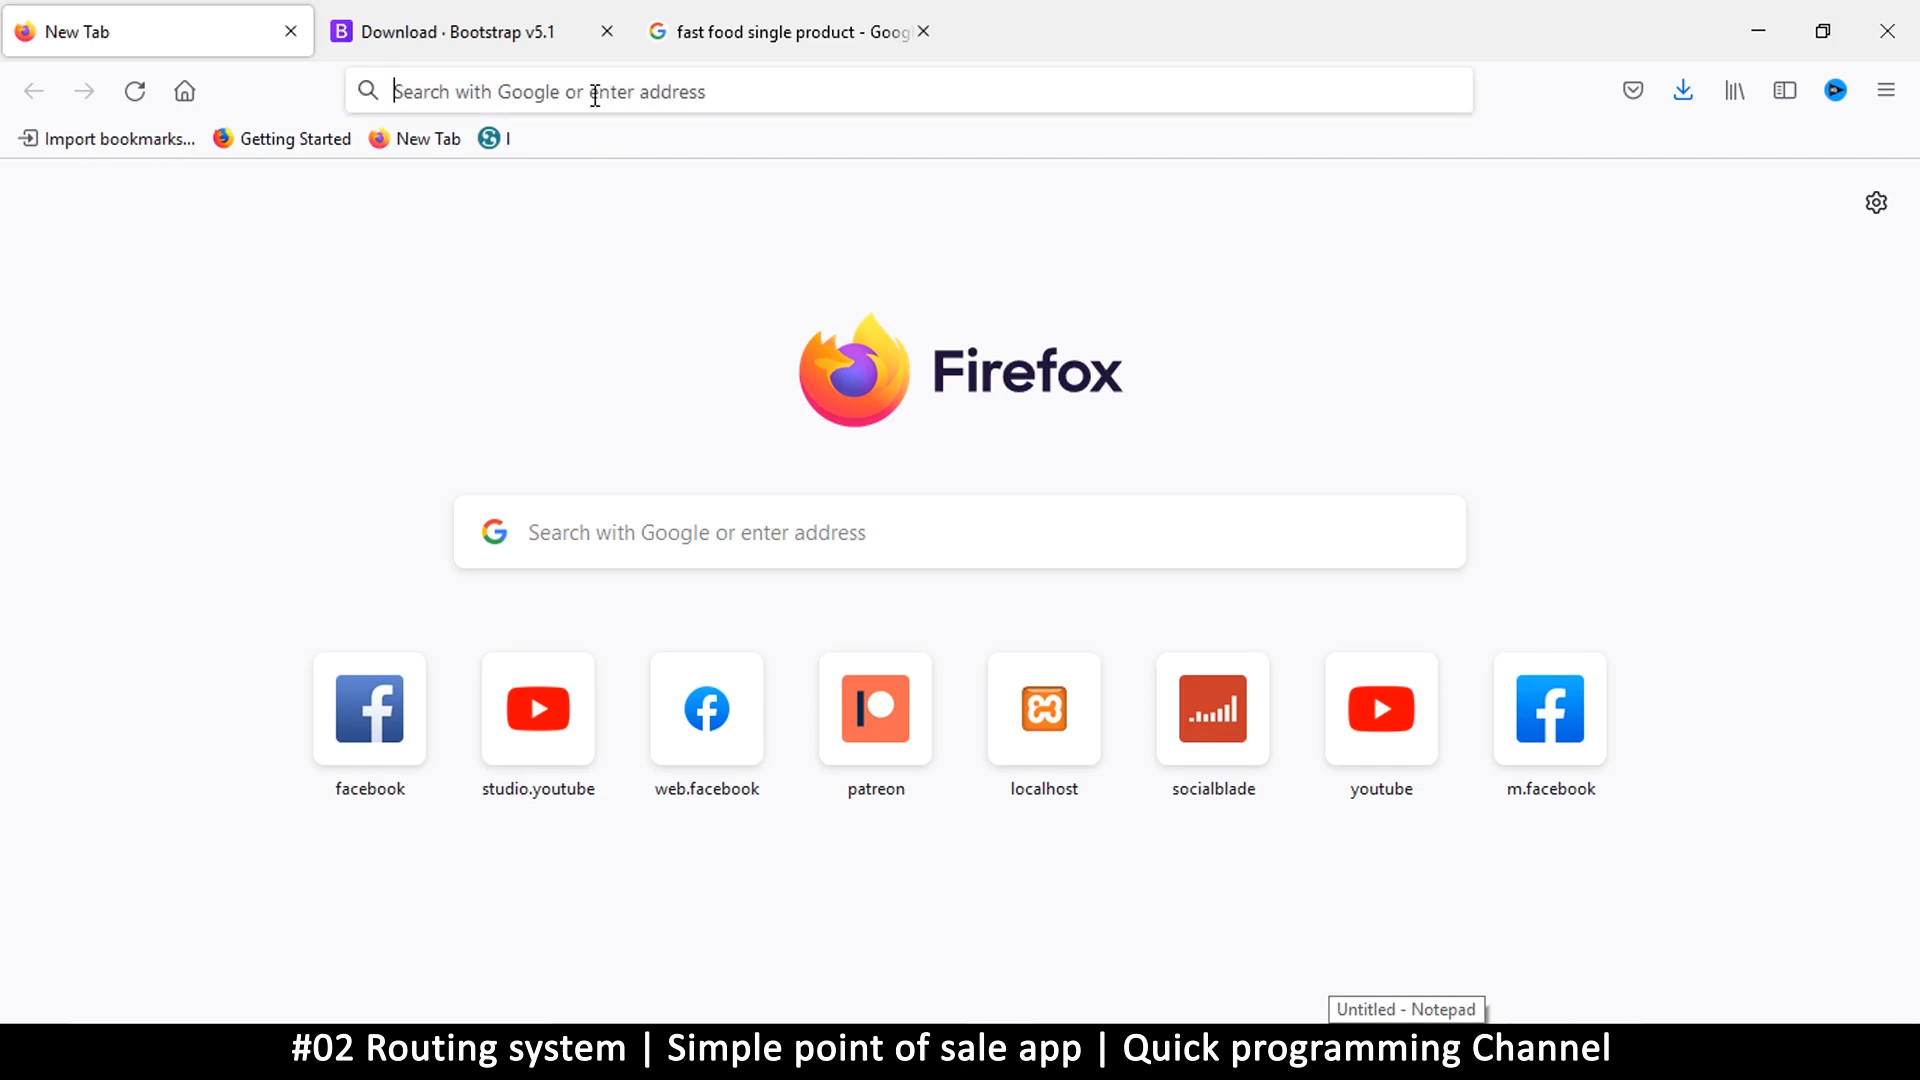 New Tab
Download · Bootstrap v5.1
fast food single product - Goog
Search with Google or enter address
Import bookmarks...
Getting Started
New Tab
I
Firefox
Search with Google or enter address
facebook
studio.youtube
web.facebook
patreon
localhost
socialblade
youtube
m.facebook
Untitled - Notepad
#02 Routing system | Simple point of sale app | Quick programming Channel